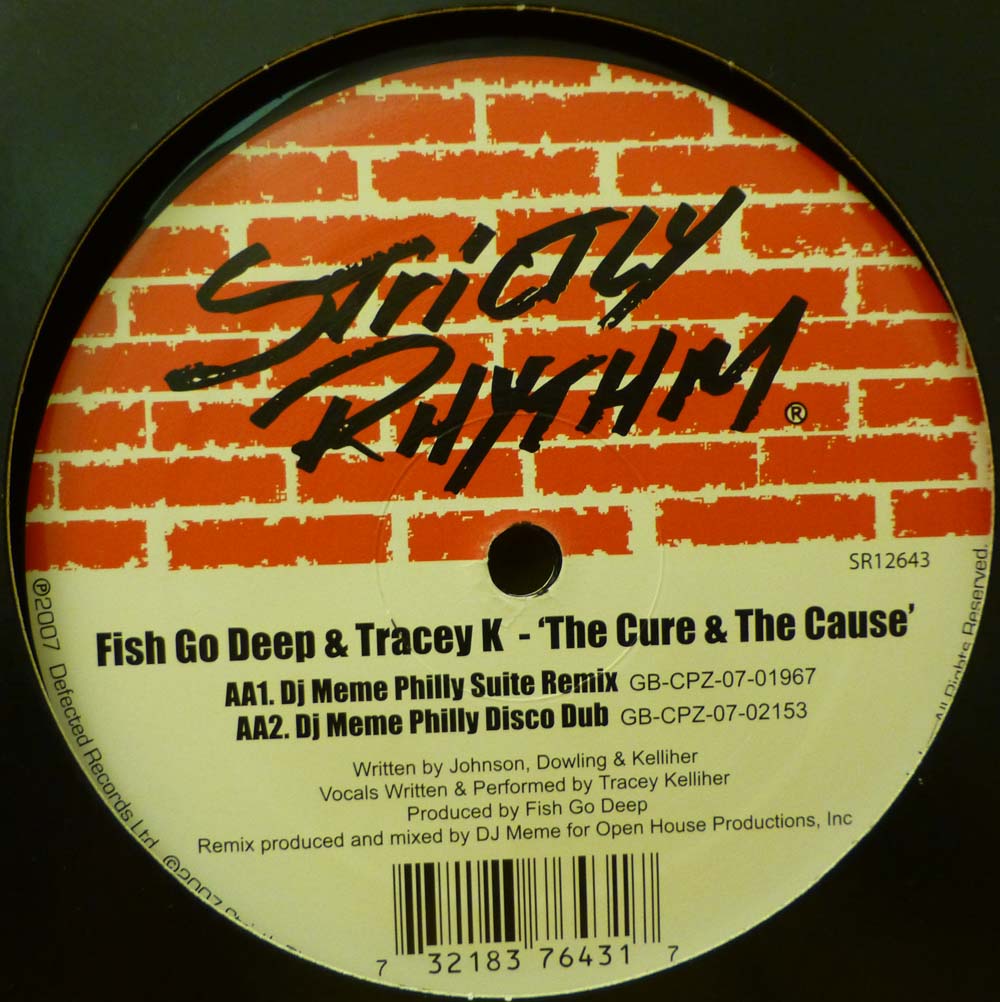 Strictly
Rhythm
®
SR12643
Fish Go Deep & Tracey K - ‘The Cure & The Cause’
AA1. Dj Meme Philly Suite Remix GB-CPZ-07-01967
AA2. Dj Meme Philly Disco Dub GB-CPZ-07-02153
Written by Johnson, Dowling & Kelliher
Vocals Written & Performed by Tracey Kelliher
Produced by Fish Go Deep
Remix produced and mixed by DJ Meme for Open House Productions, Inc
7 32183 76431 7
℗2007 Defected Records Ltd ©2007
All Rights Reserved.